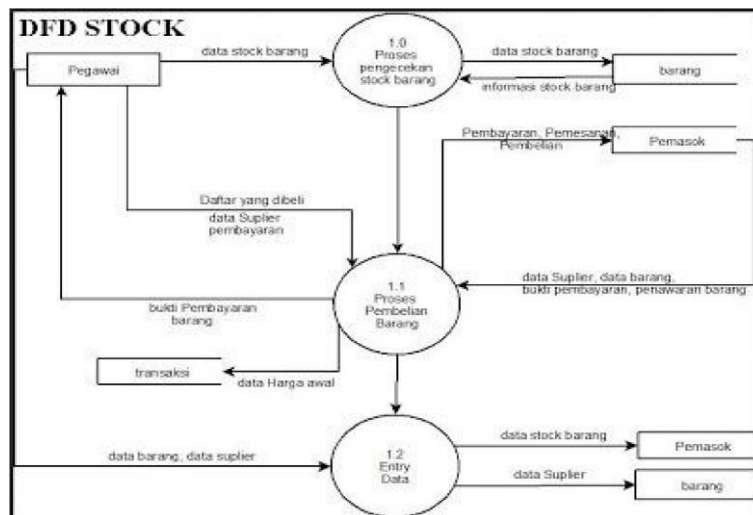 DFD STOCK
Pegawai
data stock barang
1.0
Proses
pengecekan
stock barang
data stock barang
barang
informasi stock barang
Pembayaran, Pemesanan,
Pembelian
Pemasok
Daftar yang dibeli
data Suplier
pembayaran
1.1
Proses
Pembelian
Barang
data Suplier, data barang,
bukti pembayaran, penawaran barang
bukti Pembayaran
barang
transaksi
data Harga awal
1.2
Entry
Data
data barang, data suplier
data stock barang
Pemasok
data Suplier
barang